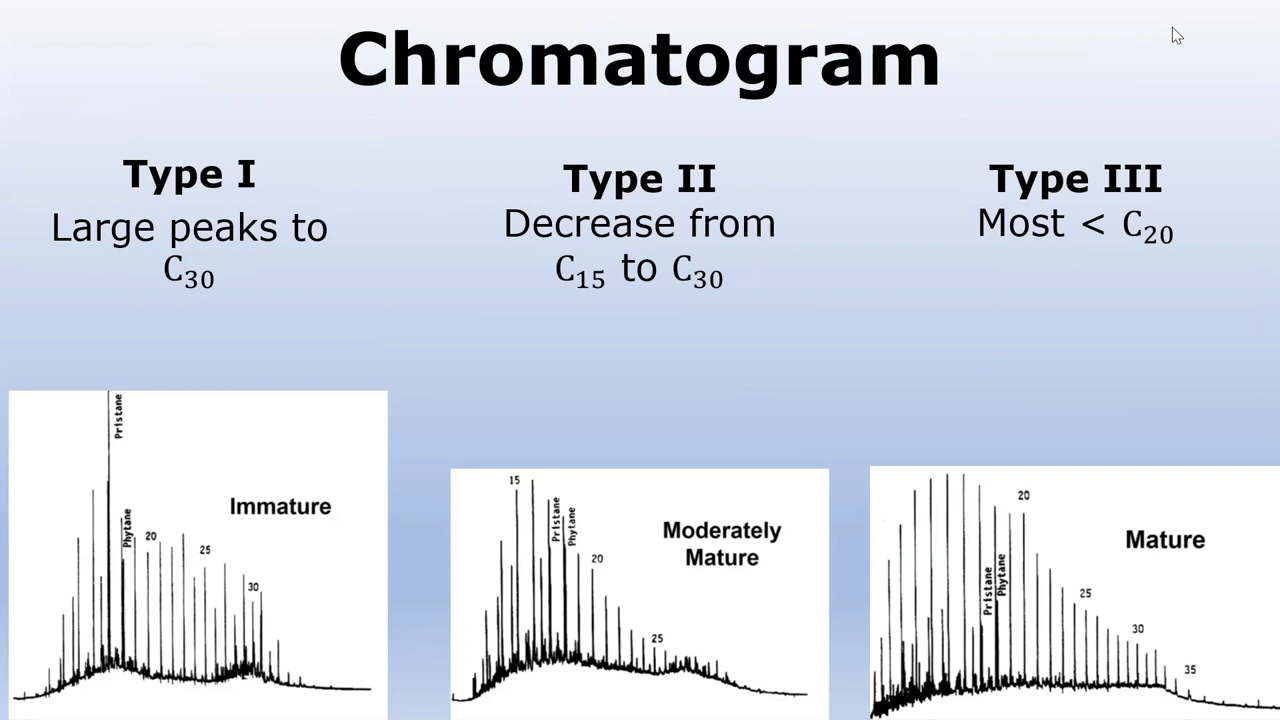 Chromatogram
Type I
Large peaks to
C₃₀
Type II
Decrease from
C₁₅ to C₃₀
Type III
Most < C₂₀
Pristane
Phytane
20
25
30
Immature
15
Pristane
Phytane
20
25
Moderately
Mature
Pristane
Phytane
20
25
30
35
Mature